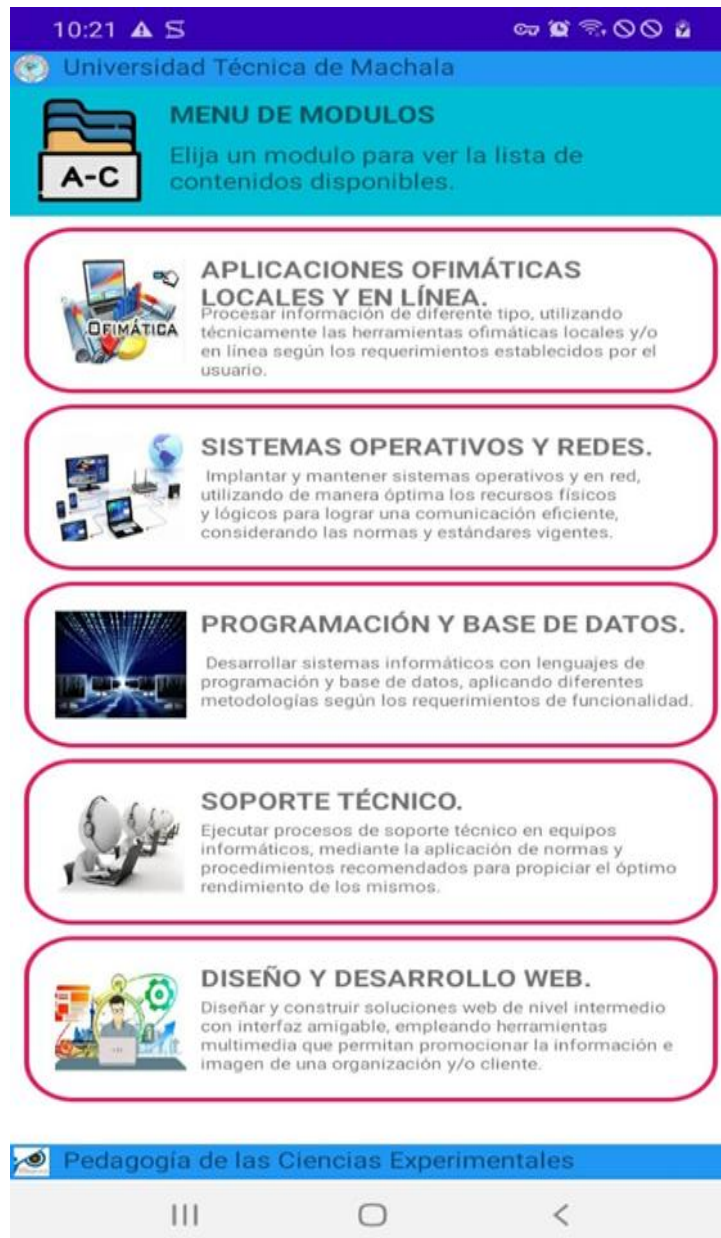 10:21
Universidad Técnica de Machala
MENU DE MODULOS
Elija un modulo para ver la lista de
contenidos disponibles.
A-C
APLICACIONES OFIMÁTICAS
LOCALES Y EN LÍNEA.
Procesar información de diferente tipo, utilizando
técnicamente las herramientas ofimáticas locales y/o
en línea según los requerimientos establecidos por el
usuario.
OFIMÁTICA
SISTEMAS OPERATIVOS Y REDES.
Implantar y mantener sistemas operativos y en red,
utilizando de manera óptima los recursos físicos
y lógicos para lograr una comunicación eficiente,
considerando las normas y estándares vigentes.
PROGRAMACIÓN Y BASE DE DATOS.
Desarrollar sistemas informáticos con lenguajes de
programación y base de datos, aplicando diferentes
metodologías según los requerimientos de funcionalidad.
SOPORTE TÉCNICO.
Ejecutar procesos de soporte técnico en equipos
informáticos, mediante la aplicación de normas y
procedimientos recomendados para propiciar el óptimo
rendimiento de los mismos.
DISEÑO Y DESARROLLO WEB.
Diseñar y construir soluciones web de nivel intermedio
con interfaz amigable, empleando herramientas
multimedia que permitan promocionar la información e
imagen de una organización y/o cliente.
Pedagogía de las Ciencias Experimentales